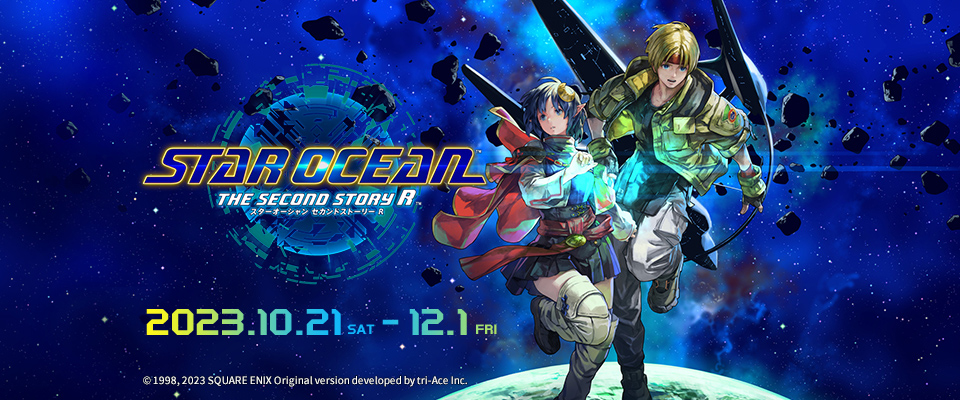 STAR OCEAN
THE SECOND STORY R™
スターオーシャン セカンドストーリー R
2023.10.21 SAT - 12.1 FRI
© 1998, 2023 SQUARE ENIX Original version developed by tri-Ace Inc.